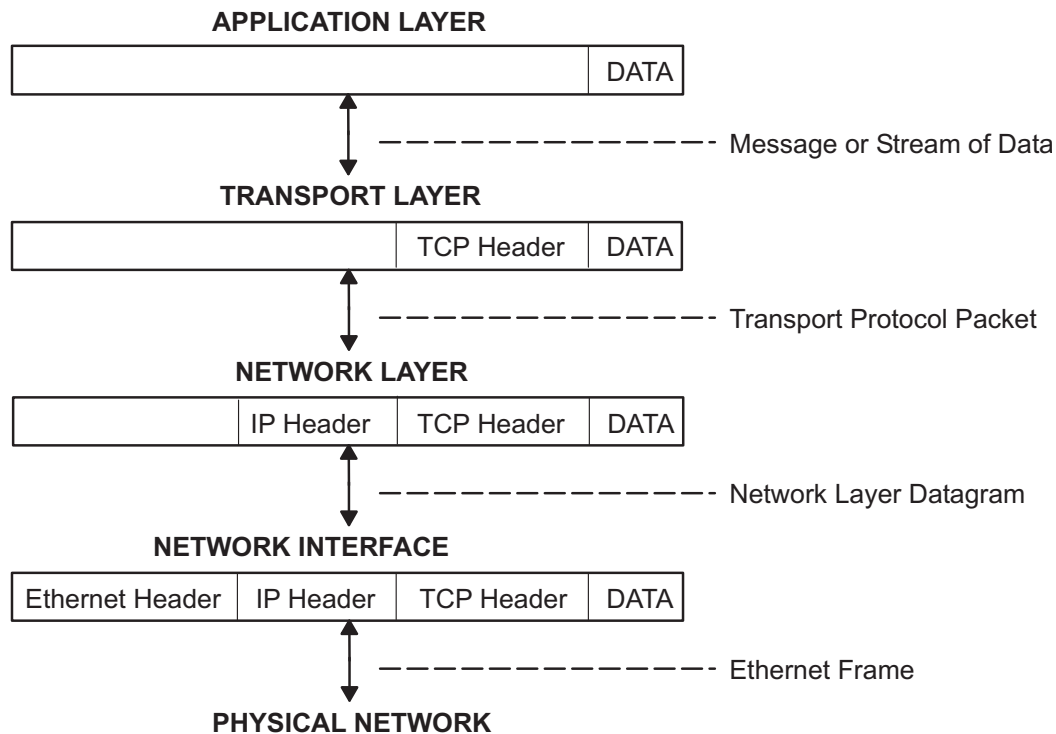 APPLICATION LAYER
DATA
Message or Stream of Data
TRANSPORT LAYER
TCP Header DATA
Transport Protocol Packet
NETWORK LAYER
IP Header TCP Header DATA
Network Layer Datagram
NETWORK INTERFACE
Ethernet Header IP Header TCP Header DATA
Ethernet Frame
PHYSICAL NETWORK